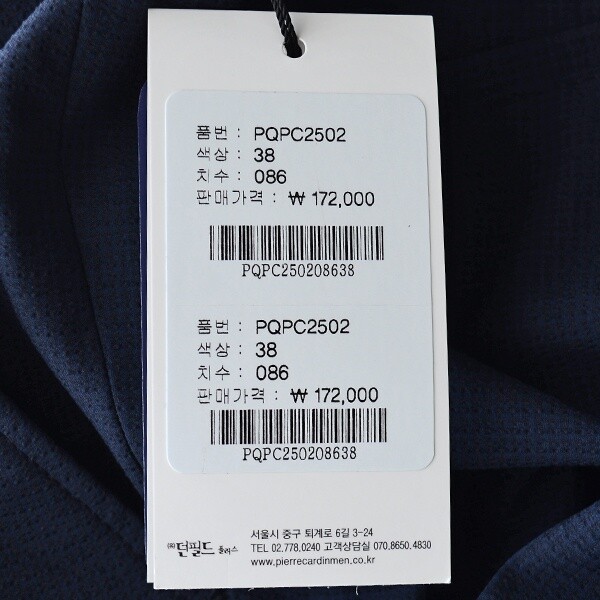 품번 : PQPC2502
색상 : 38
치수 : 086
판매가격 : ₩ 172,000
PQPC250208638
품번 : PQPC2502
색상 : 38
치수 : 086
판매가격 : ₩ 172,000
PQPC250208638
㈜던필드 플러스
서울시 중구 퇴계로 6길 3-24
TEL 02.778.0240 고객상담실 070.8650.4830
www.pierrecardinmen.co.kr